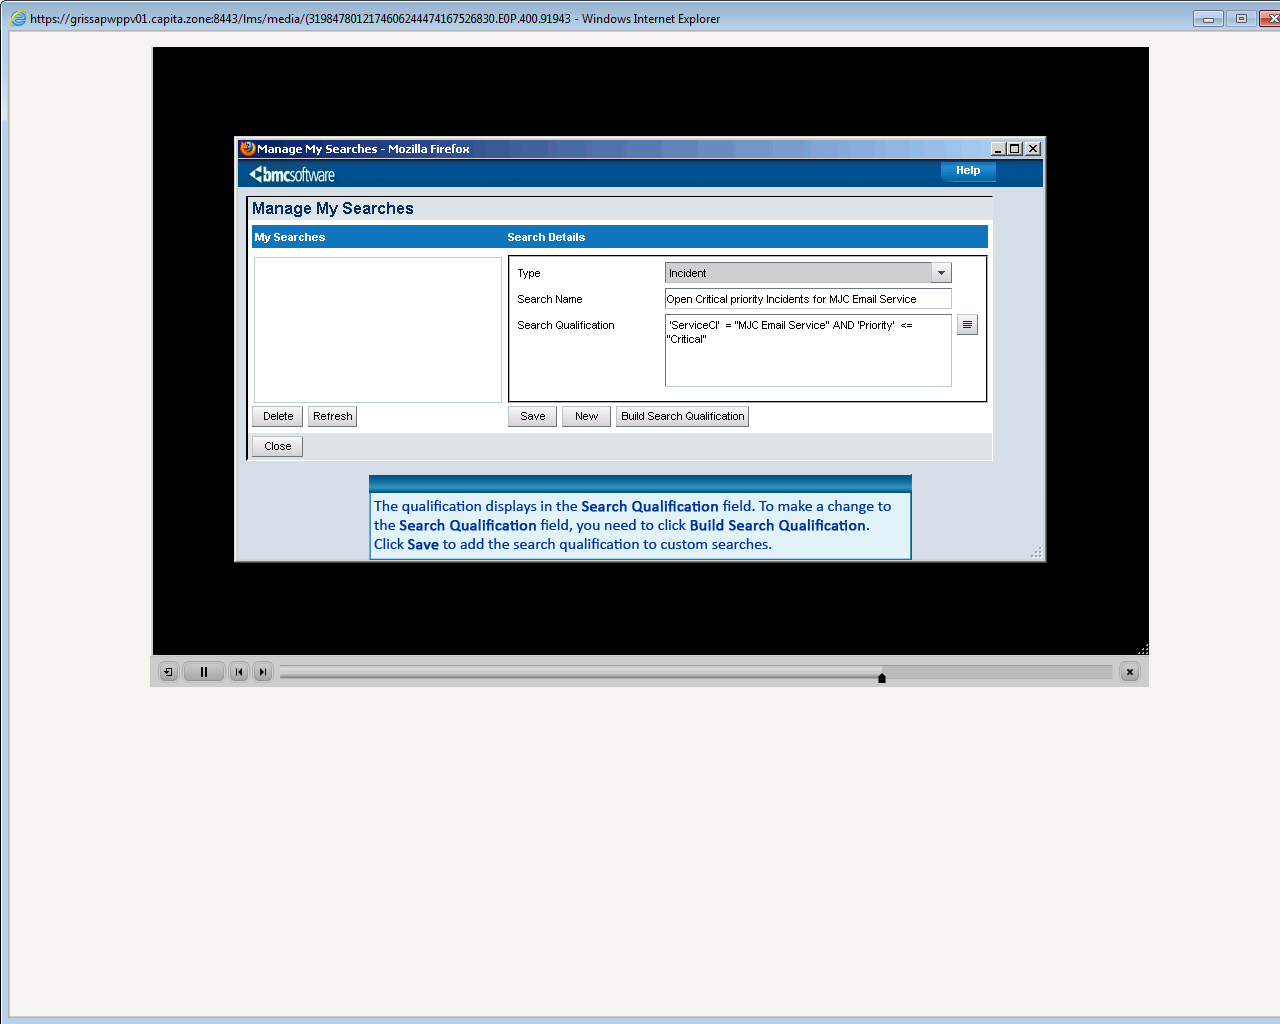 https://grissapwppv01.capita.zone:8443/lms/media/(3198478012174606244474167526830.E0P.400.91943 - Windows Internet Explorer
Manage My Searches - Mozilla Firefox
bmcsoftware
Help
Manage My Searches
My Searches
Search Details
Type
Incident
Search Name
Open Critical priority Incidents for MJC Email Service
Search Qualification
'ServiceCI' = "MJC Email Service" AND 'Priority' <=
"Critical"
Delete
Refresh
Save
New
Build Search Qualification
Close
The qualification displays in the Search Qualification field. To make a change to
the Search Qualification field, you need to click Build Search Qualification.
Click Save to add the search qualification to custom searches.